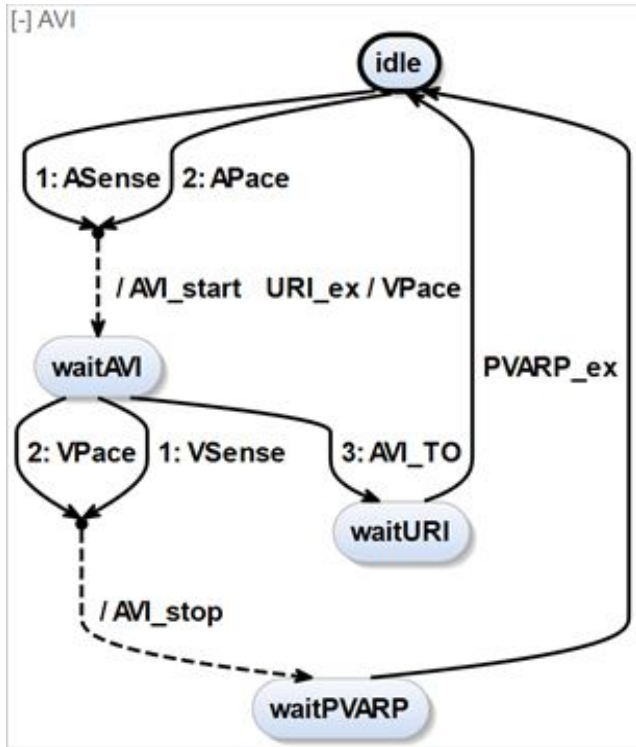 [-] AVI
idle
1: ASense
2: APace
/ AVI_start
URI_ex / VPace
waitAVI
PVARP_ex
2: VPace
1: VSense
3: AVI_TO
waitURI
/ AVI_stop
waitPVARP